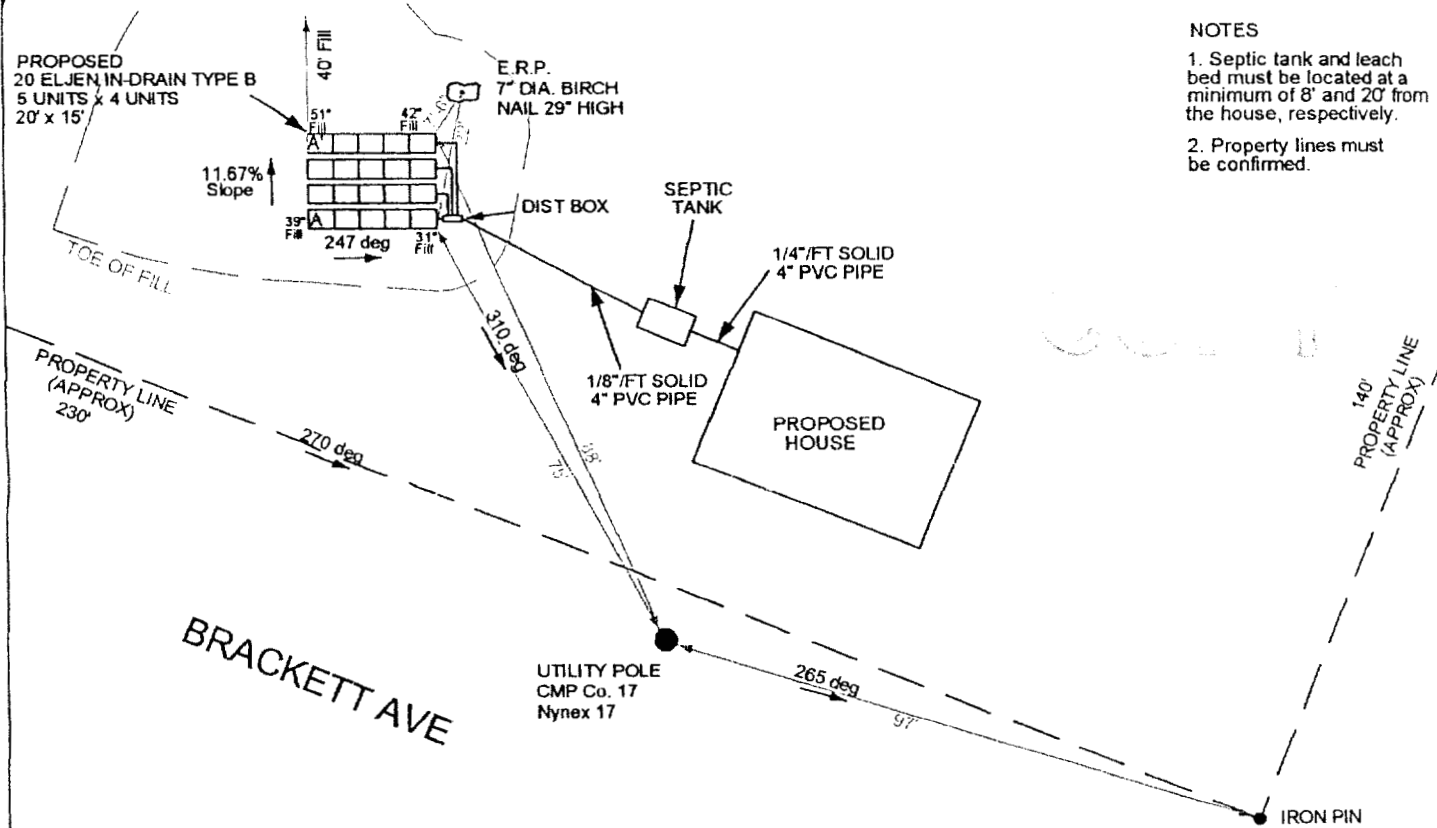 NOTES
1. Septic tank and leach
bed must be located at a
minimum of 8' and 20' from
the house, respectively.
2. Property lines must
be confirmed.
PROPOSED
20 ELJEN IN-DRAIN TYPE B
5 UNITS x 4 UNITS
20' x 15'
40' Fill
E.R.P.
7" DIA. BIRCH
NAIL 29" HIGH
51"
Fill
42"
Fill
A
11.67%
Slope
39"
Fill
A
31"
Fill
247 deg
DIST BOX
SEPTIC
TANK
1/4"/FT SOLID
4" PVC PIPE
TOE OF FILL
310 deg
1/8"/FT SOLID
4" PVC PIPE
PROPERTY LINE
(APPROX)
230'
270 deg
75'
PROPOSED
HOUSE
140'
PROPERTY LINE
(APPROX)
BRACKETT AVE
UTILITY POLE
CMP Co. 17
Nynex 17
265 deg
97'
IRON PIN